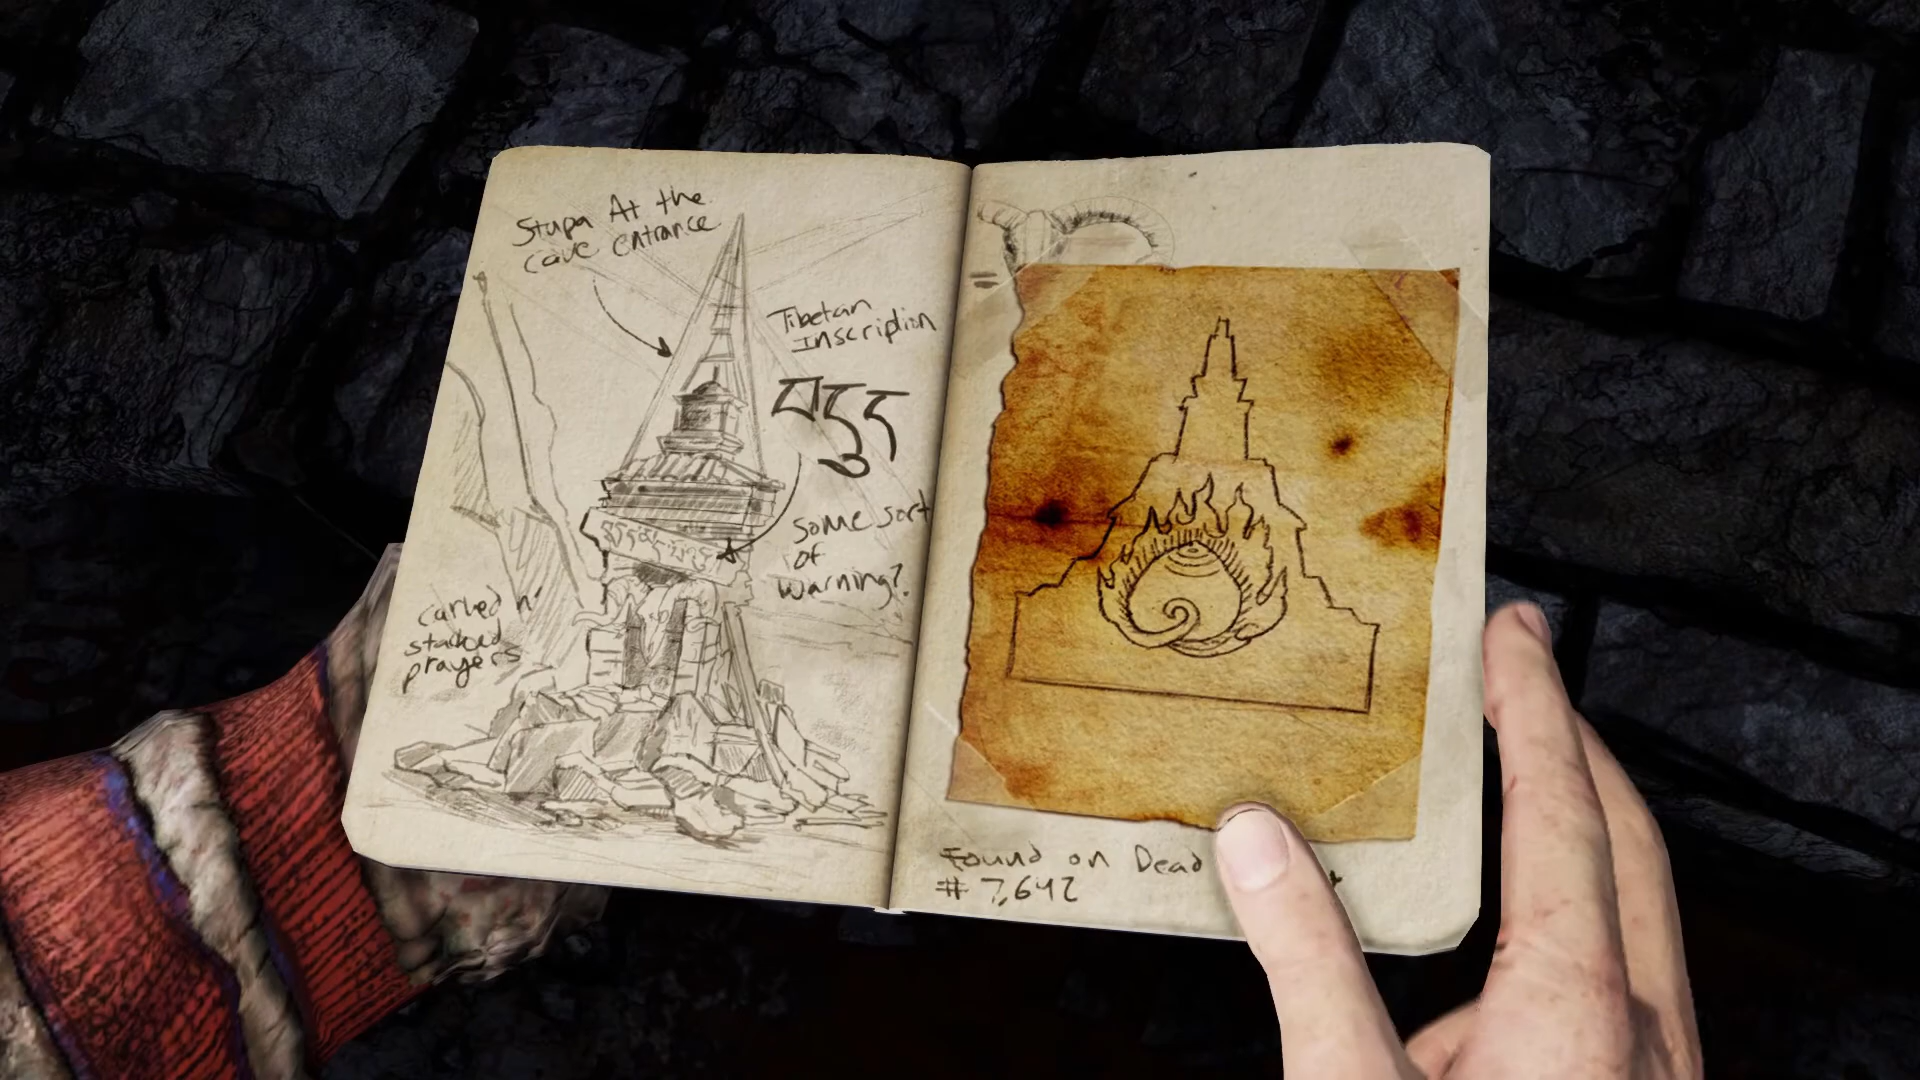 Stupa At the
cave entrance
Tibetan
Inscription
བདུད
Some sort
of
warning?
carved n'
stacked
prayers
Found on Dead
# 7,642